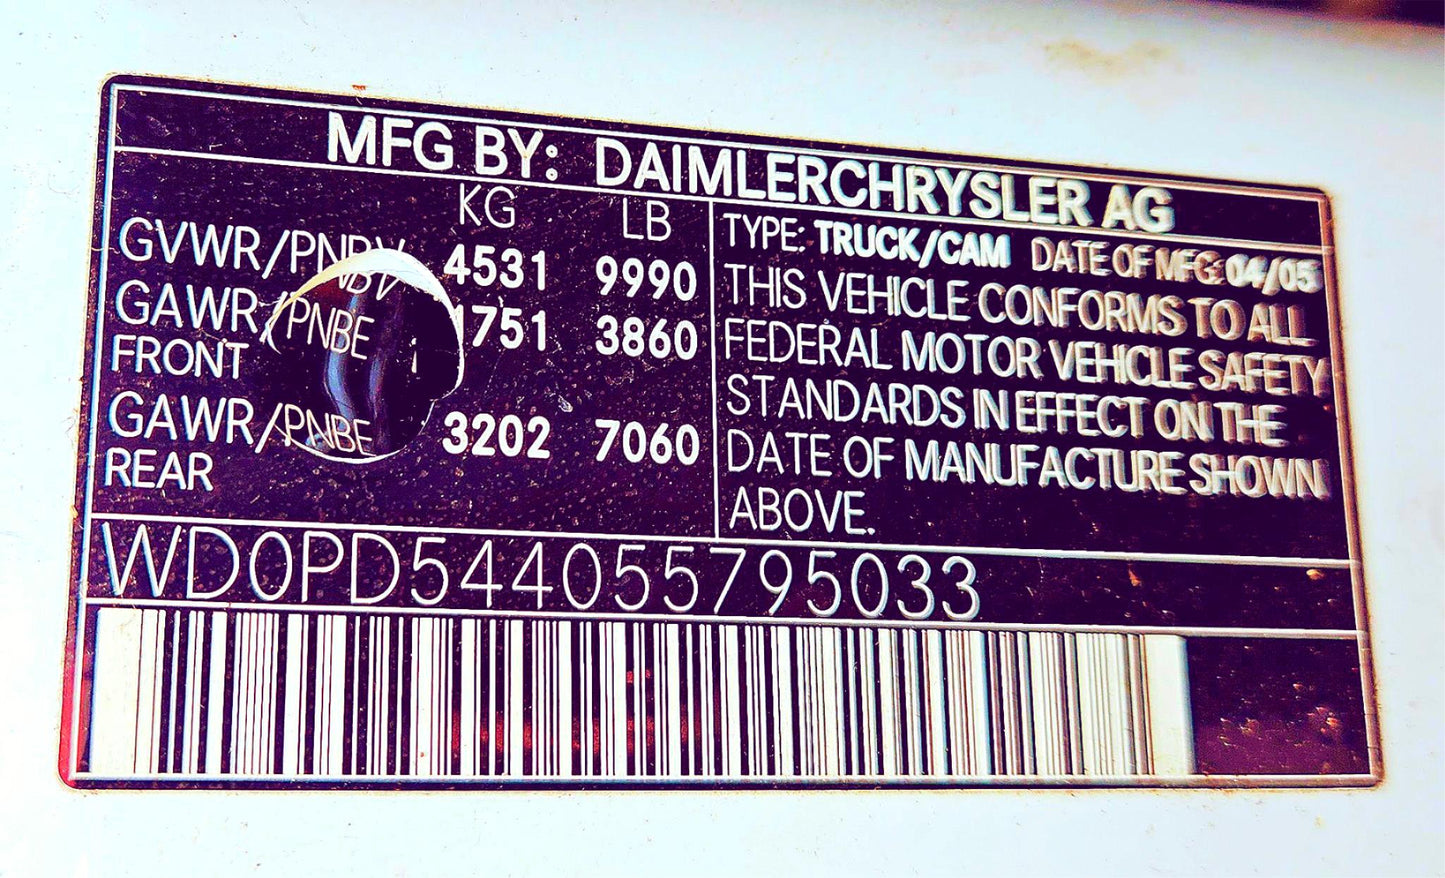 MFG BY: DAIMLERCHRYSLER AG
KG LB
GVWR/PNBV 4531 9990
GAWR/PNBE 1751 3860
FRONT
GAWR/PNBE 3202 7060
REAR
TYPE: TRUCK/CAM DATE OF MFG 04/05
THIS VEHICLE CONFORMS TO ALL
FEDERAL MOTOR VEHICLE SAFETY
STANDARDS IN EFFECT ON THE
DATE OF MANUFACTURE SHOWN
ABOVE.
WD0PD544055795033